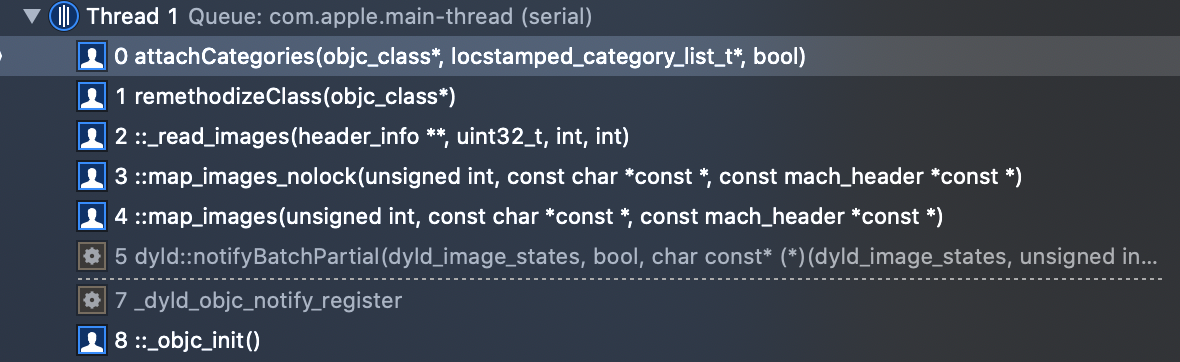 Thread 1 Queue: com.apple.main-thread (serial)
0 attachCategories(objc_class*, locstamped_category_list_t*, bool)
1 remethodizeClass(objc_class*)
2 ::_read_images(header_info **, uint32_t, int, int)
3 ::map_images_nolock(unsigned int, const char *const *, const mach_header *const *)
4 ::map_images(unsigned int, const char *const *, const mach_header *const *)
5 dyld::notifyBatchPartial(dyld_image_states, bool, char const* (*)(dyld_image_states, unsigned in...
7 _dyld_objc_notify_register
8 ::_objc_init()